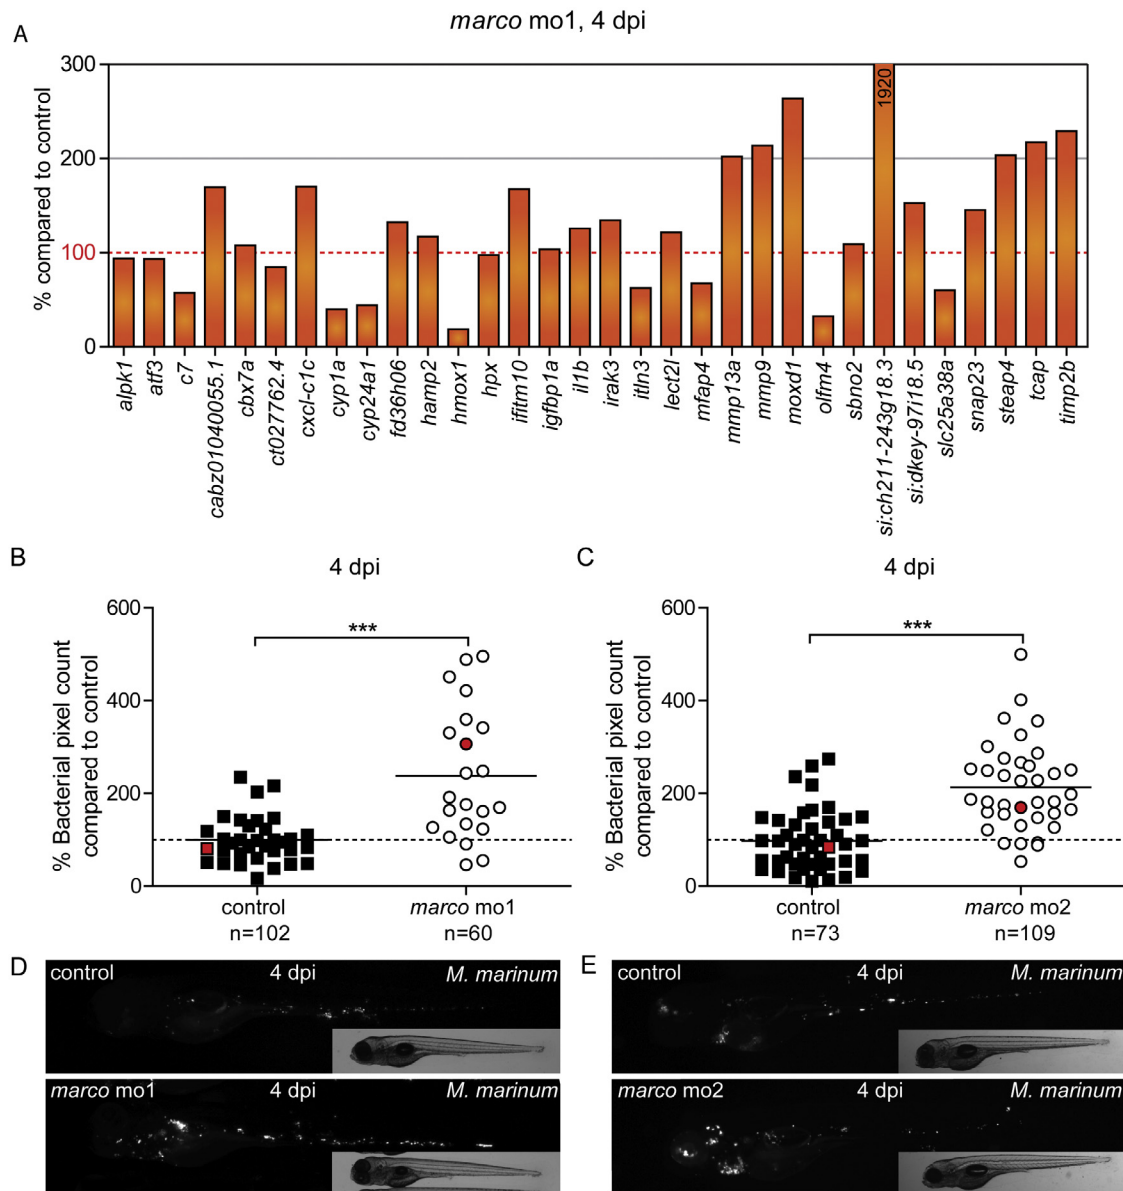 marco mo1, 4 dpi
A
% compared to control
300
200
100
0
1920
alpk1
atf3
c7
cabz01040055.1
cbx7a
ct027762.4
cxcl-c1c
cyp1a
cyp24a1
fd36h06
hamp2
hmox1
hpx
ifitm10
igfbp1a
il1b
irak3
itln3
lect2l
mfap4
mmp13a
mmp9
moxd1
olfm4
sbno2
si:ch211-243g18.3
si:dkey-97i18.5
slc25a38a
snap23
steap4
tcap
timp2b
B
4 dpi
% Bacterial pixel count
compared to control
600
400
200
0
***
control
n=102
marco mo1
n=60
C
4 dpi
% Bacterial pixel count
compared to control
600
400
200
0
***
control
n=73
marco mo2
n=109
D
control 4 dpi M. marinum
marco mo1 4 dpi M. marinum
E
control 4 dpi M. marinum
marco mo2 4 dpi M. marinum